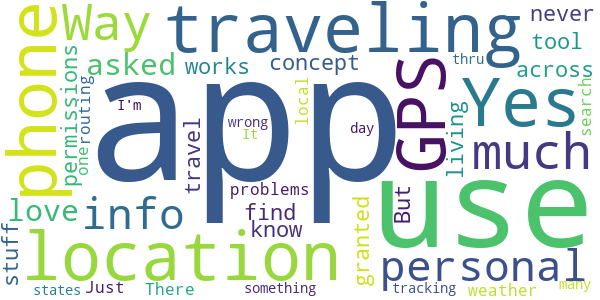 Way traveling never
phone asked works concept tool
permissions routing one I'm app local thru across
GPS Yes searchs
travel wrong It day living much
love info problems find know granted But use
stuff location personal
states Just There something tracking weather many